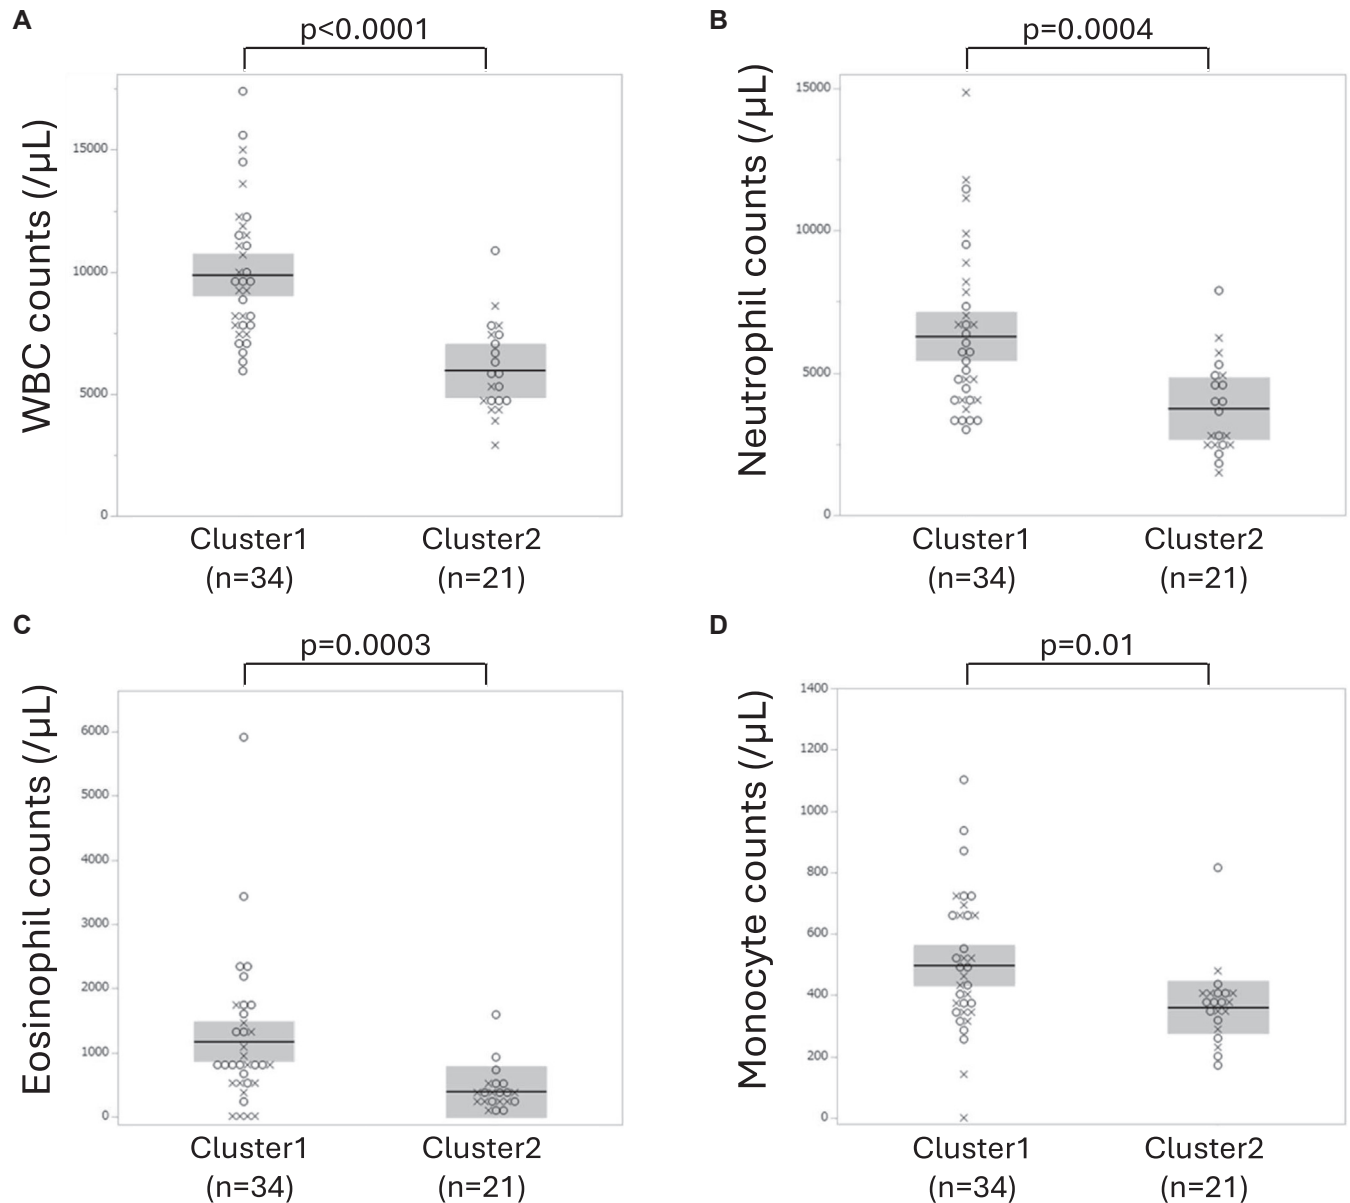 A
p<0.0001
WBC counts (/µL)
15000
10000
5000
0
Cluster1
(n=34)
Cluster2
(n=21)
B
p=0.0004
Neutrophil counts (/µL)
15000
10000
5000
0
Cluster1
(n=34)
Cluster2
(n=21)
C
p=0.0003
Eosinophil counts (/µL)
6000
5000
4000
3000
2000
1000
0
Cluster1
(n=34)
Cluster2
(n=21)
D
p=0.01
Monocyte counts (/µL)
1400
1200
1000
800
600
400
200
0
Cluster1
(n=34)
Cluster2
(n=21)